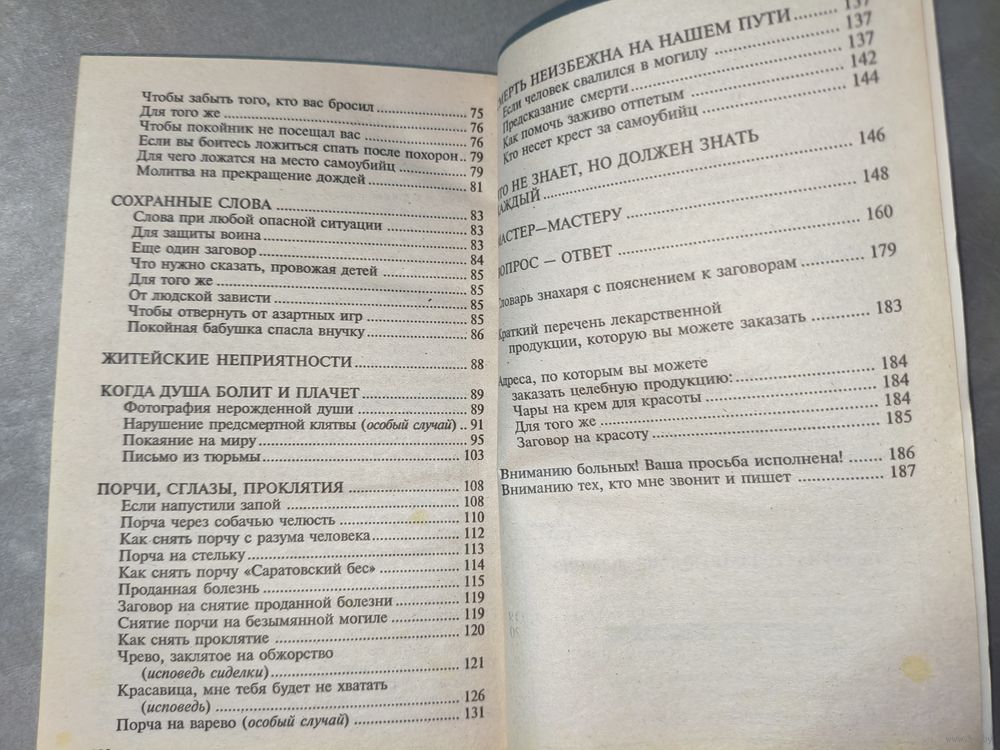 Чтобы забыть того, кто вас бросил ..... 75
Для того же ..... 76
Чтобы покойник не посещал вас ..... 76
Если вы боитесь ложиться спать после похорон .. 79
Для чего ложатся на место самоубийц ..... 79
Молитва на прекращение дождей ..... 81
СОХРАННЫЕ СЛОВА ..... 83
Слова при любой опасной ситуации ..... 83
Для защиты воина ..... 83
Еще один заговор ..... 84
Что нужно сказать, провожая детей ..... 85
Для того же ..... 85
От людской зависти ..... 85
Чтобы отвернуть от азартных игр ..... 85
Покойная бабушка спасла внучку ..... 86
ЖИТЕЙСКИЕ НЕПРИЯТНОСТИ ..... 88
КОГДА ДУША БОЛИТ И ПЛАЧЕТ ..... 89
Фотография нерожденной души ..... 89
Нарушение предсмертной клятвы (особый случай) .. 91
Покаяние на миру ..... 95
Письмо из тюрьмы ..... 103
ПОРЧИ, СГЛАЗЫ, ПРОКЛЯТИЯ ..... 108
Если напустили запой ..... 108
Порча через собачью челюсть ..... 110
Как снять порчу с разума человека ..... 112
Порча на стельку ..... 113
Как снять порчу «Саратовский бес» ..... 114
Проданная болезнь ..... 115
Заговор на снятие проданной болезни ..... 119
Снятие порчи на безымянной могиле ..... 119
Как снять проклятие ..... 120
Чрево, заклятое на обжорство
(исповедь сиделки) ..... 121
Красавица, мне тебя будет не хватать
(исповедь) ..... 126
Порча на варево (особый случай) ..... 131
МЕРТЬ НЕИЗБЕЖНА НА НАШЕМ ПУТИ ..... 137
Если человек свалился в могилу ..... 137
Предсказание смерти ..... 137
Как помочь заживо отпетым ..... 142
Кто несет крест за самоубийц ..... 144
ТО НЕ ЗНАЕТ, НО ДОЛЖЕН ЗНАТЬ
АЖДЫЙ ..... 146
АСТЕР—МАСТЕРУ ..... 148
ОПРОС — ОТВЕТ ..... 160
Словарь знахаря с пояснением к заговорам ..... 179
Краткий перечень лекарственной
продукции, которую вы можете заказать ..... 183
Адреса, по которым вы можете
заказать целебную продукцию: ..... 184
Чары на крем для красоты ..... 184
Для того же ..... 184
Заговор на красоту ..... 185
Вниманию больных! Ваша просьба исполнена! ..... 186
Вниманию тех, кто мне звонит и пишет ..... 187